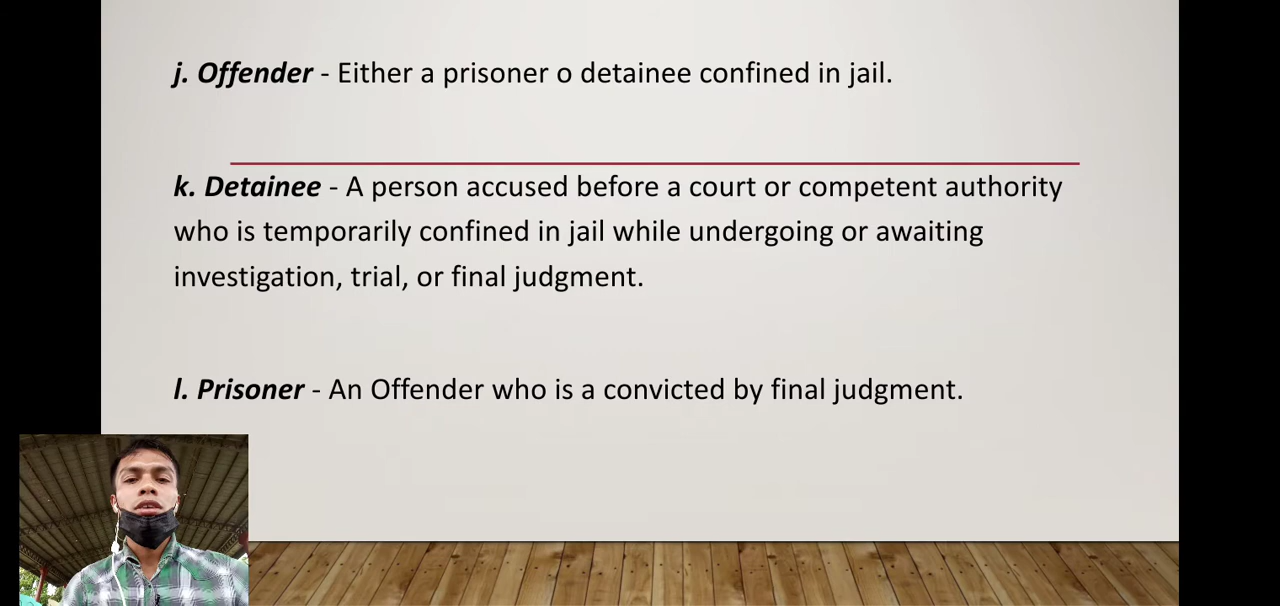 j. Offender - Either a prisoner o detainee confined in jail.
k. Detainee - A person accused before a court or competent authority
who is temporarily confined in jail while undergoing or awaiting
investigation, trial, or final judgment.
l. Prisoner - An Offender who is a convicted by final judgment.